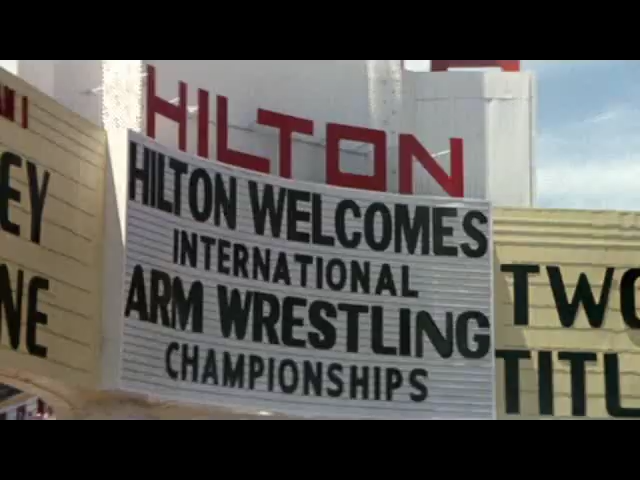 HILTON
HILTON WELCOMES
INTERNATIONAL
ARM WRESTLING
CHAMPIONSHIPS
EY
NE
TWO
TITL